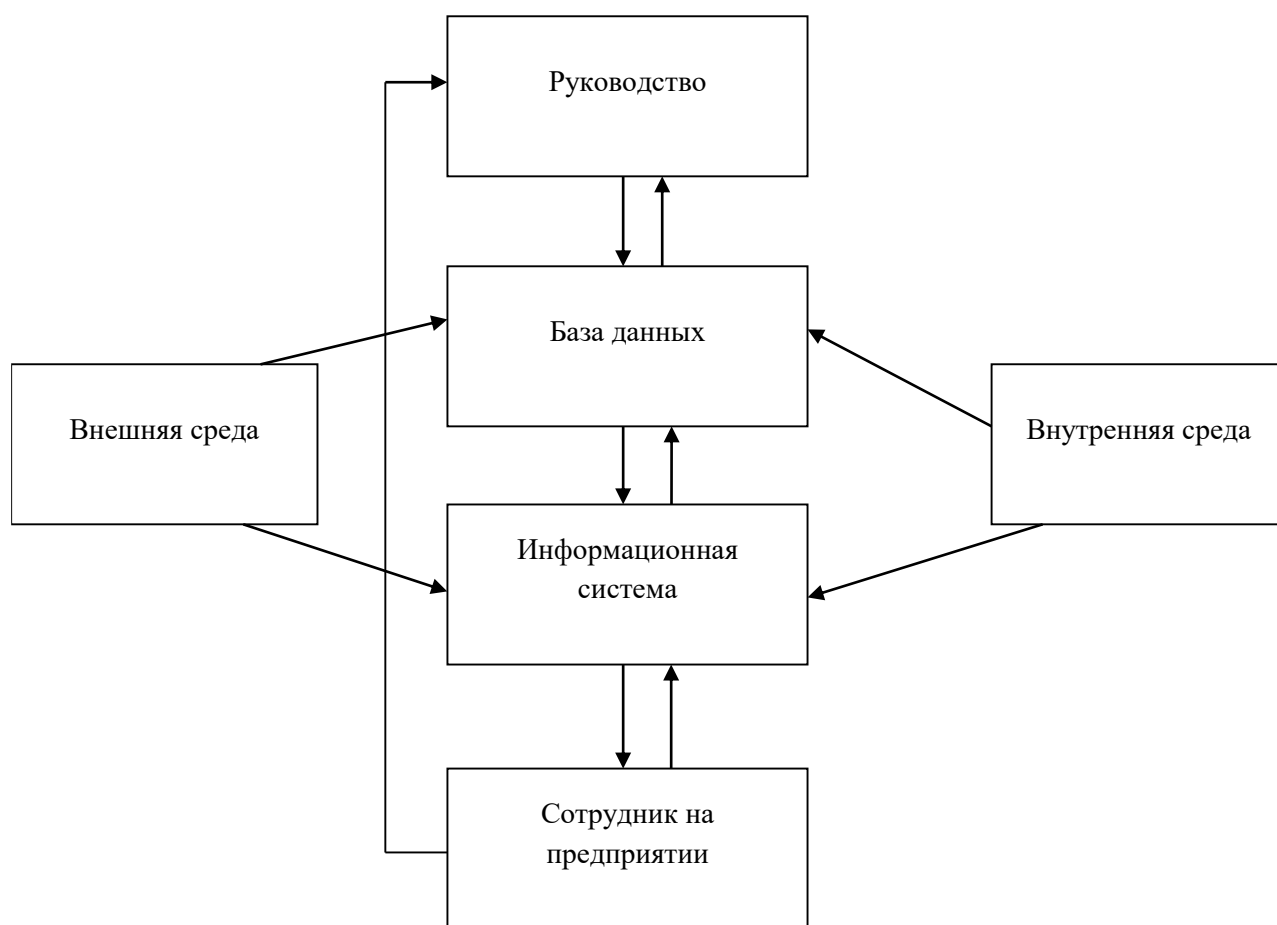 Руководство
База данных
Внешняя среда
Внутренняя среда
Информационная
система
Сотрудник на
предприятии